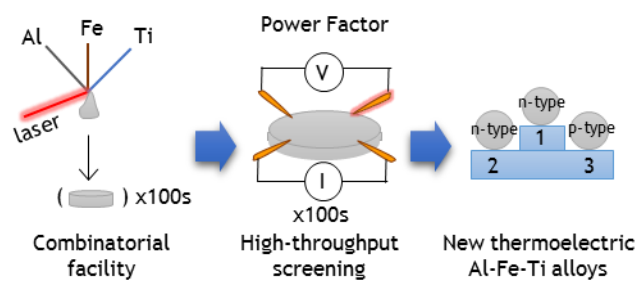 Al
Fe
Ti
laser
( ) x100s
Combinatorial
facility
Power Factor
V
I
x100s
High-throughput
screening
n-type
n-type
p-type
1
2
3
New thermoelectric
Al-Fe-Ti alloys